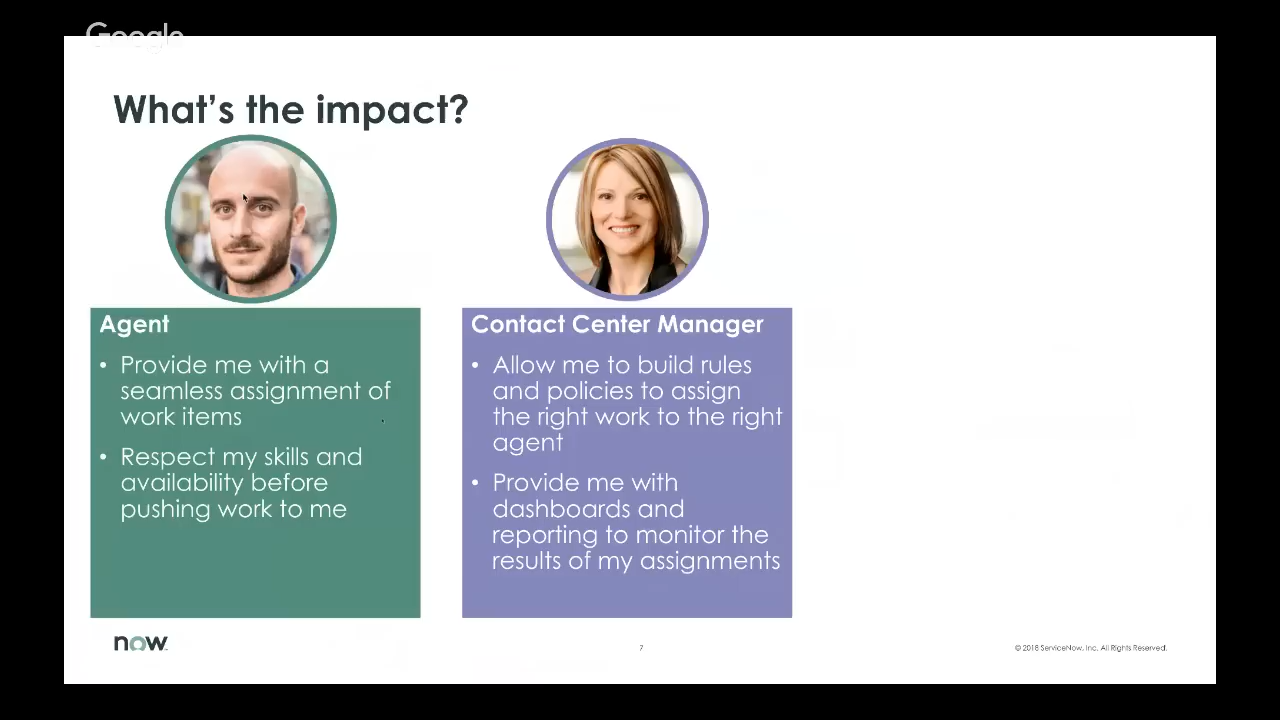 Google
What's the impact?
Agent
• Provide me with a
seamless assignment of
work items
• Respect my skills and
availability before
pushing work to me
Contact Center Manager
• Allow me to build rules
and policies to assign
the right work to the right
agent
• Provide me with
dashboards and
reporting to monitor the
results of my assignments
now
7
© 2018 ServiceNow, Inc. All Rights Reserved.